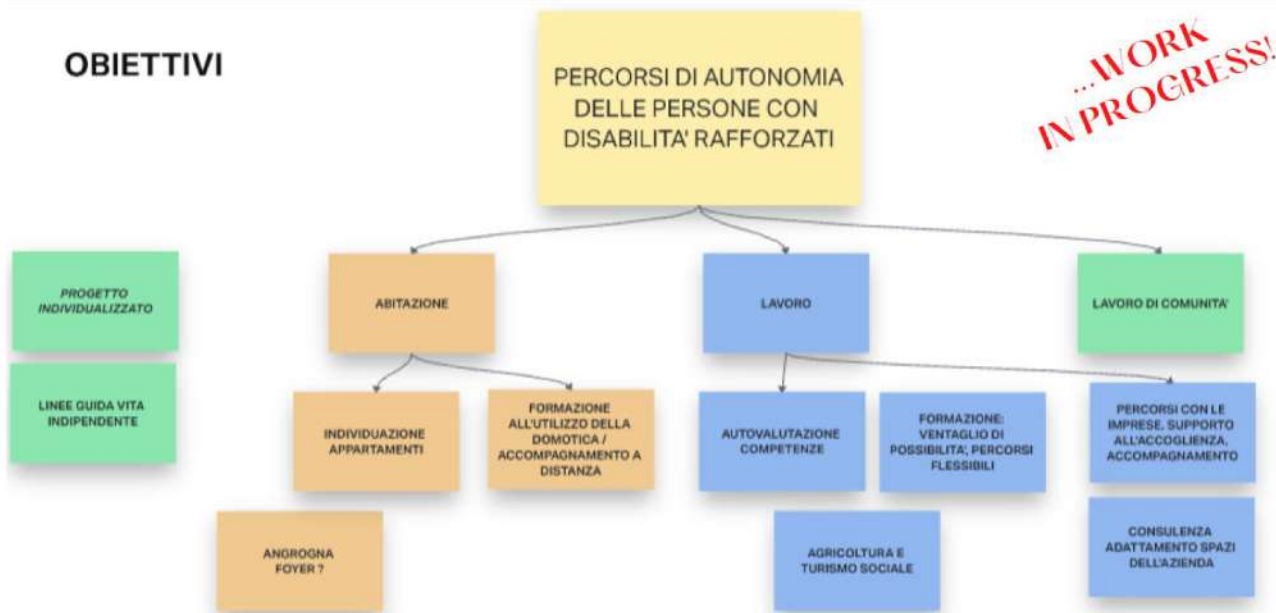 OBIETTIVI
...WORK
IN PROGRESS!
PERCORSI DI AUTONOMIA
DELLE PERSONE CON
DISABILITA' RAFFORZATI
PROGETTO
INDIVIDUALIZZATO
ABITAZIONE
LAVORO
LAVORO DI COMUNITA'
LINEE GUIDA VITA
INDIPENDENTE
INDIVIDUAZIONE
APPARTAMENTI
FORMAZIONE
ALL'UTILIZZO DELLA
DOMOTICA /
ACCOMPAGNAMENTO A
DISTANZA
AUTOVALUTAZIONE
COMPETENZE
FORMAZIONE:
VENTAGLIO DI
POSSIBILITA', PERCORSI
FLESSIBILI
PERCORSI CON LE
IMPRESE, SUPPORTO
ALL'ACCOGLIENZA,
ACCOMPAGNAMENTO
ANGROGNA
FOYER ?
AGRICOLTURA E
TURISMO SOCIALE
CONSULENZA
ADATTAMENTO SPAZI
DELL'AZIENDA